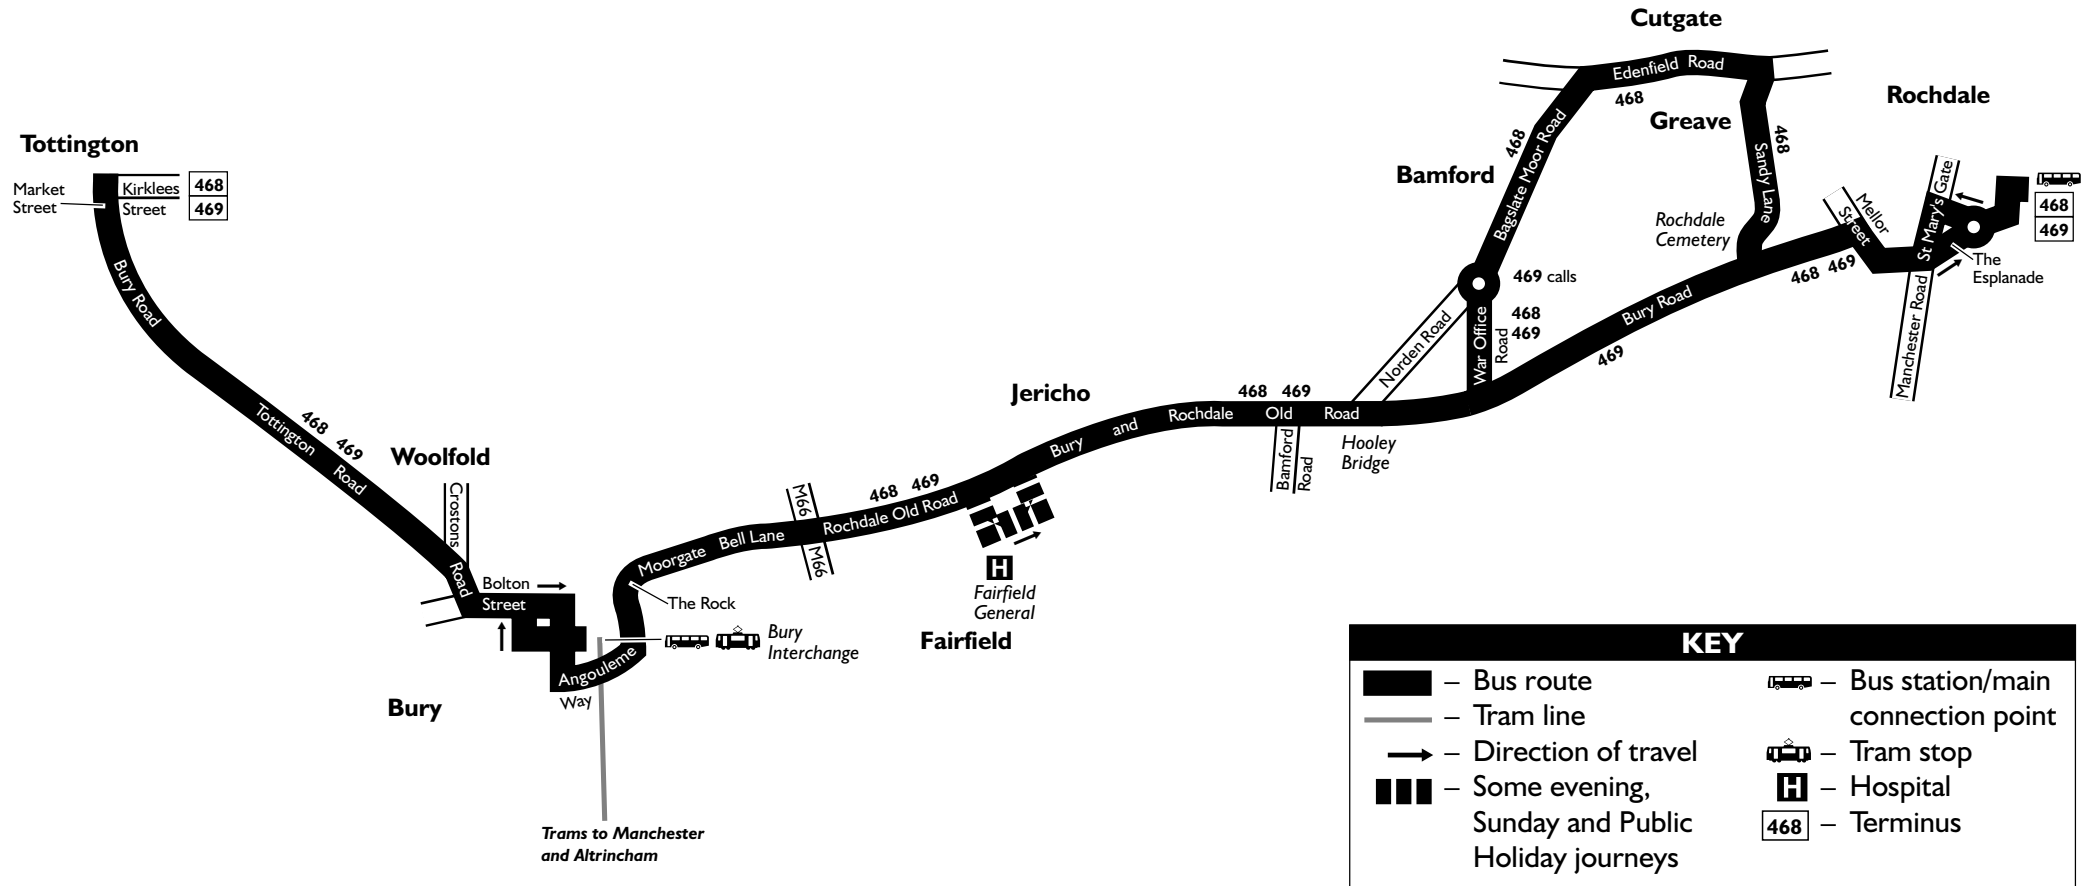 Cutgate
Edenfield Road
468
Rochdale
Greave
468
Sandy Lane
468
Bagslate Moor Road
Bamford
Tottington
Market
Street
Kirklees
Street
468
469
Bury Road
St Mary's Gate
468
469
Mellor
Street
Rochdale
Cemetery
The
Esplanade
468 469
Manchester Road
469 calls
468
469
War Office
Road
Norden Road
Bury Road
469
Jericho
468 469
Bury and Rochdale Old Road
Bamford
Road
Hooley
Bridge
468 469
Tottington Road
Woolfold
Crostons
Road
Bolton
Street
M66
M66
468 469
Rochdale Old Road
Moorgate Bell Lane
The Rock
H
Fairfield
General
Fairfield
Bury
Interchange
Angouleme
Way
Bury
Trams to Manchester
and Altrincham
KEY
– Bus route
– Tram line
– Direction of travel
– Some evening,
Sunday and Public
Holiday journeys
– Bus station/main
connection point
– Tram stop
H – Hospital
468 – Terminus